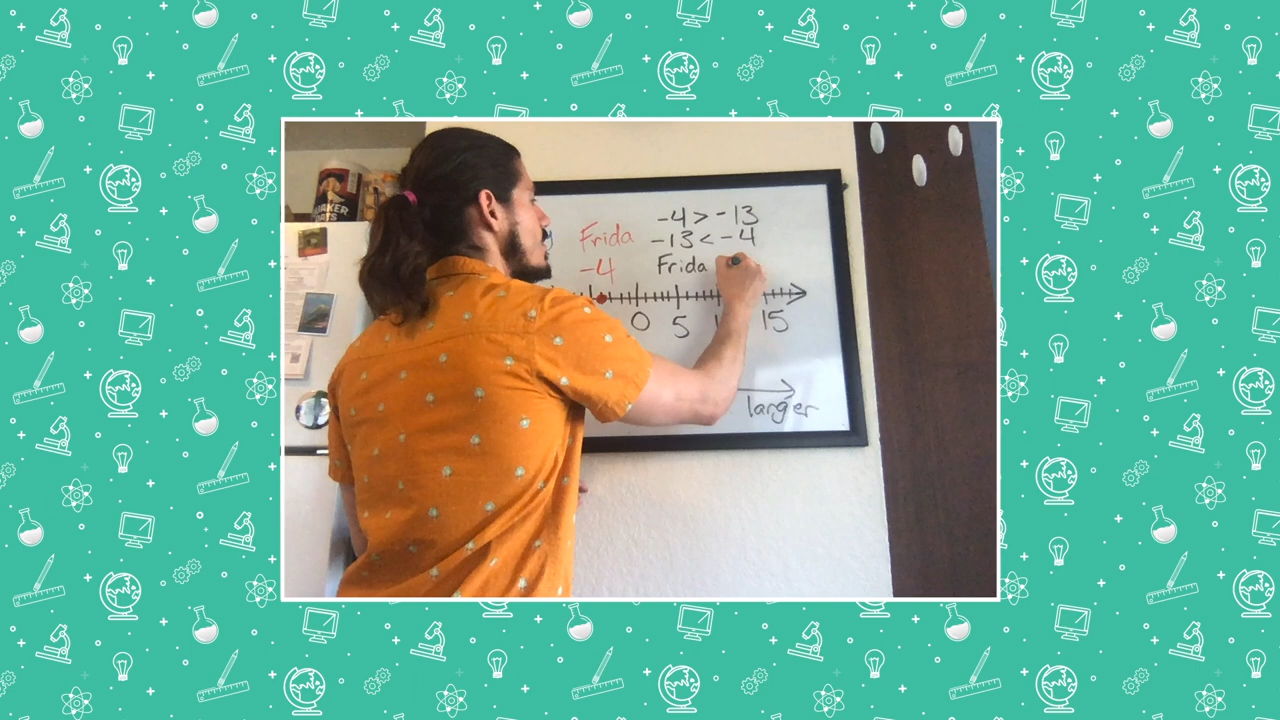 QUAKER
OATS
Frida
-4
-4 > -13
-13 < -4
Frida
0 5 15
larger